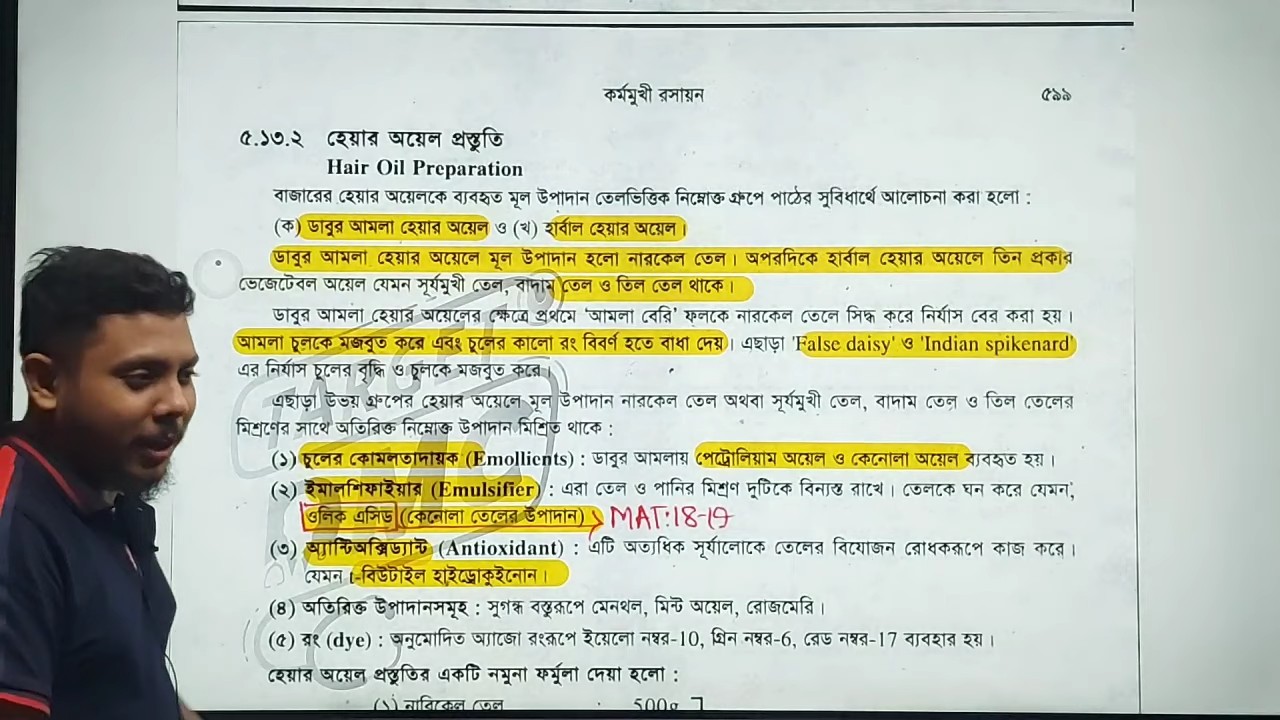 কর্মমুখী রসায়ন ৫৯৯
৫.১৩.২ হেয়ার অয়েল প্রস্তুতি
Hair Oil Preparation
বাজারের হেয়ার অয়েলকে ব্যবহৃত মূল উপাদান তেলভিত্তিক নিম্নোক্ত গ্রুপে পাঠের সুবিধার্থে আলোচনা করা হলো :
(ক) ডাবুর আমলা হেয়ার অয়েল ও (খ) হার্বাল হেয়ার অয়েল।
ডাবুর আমলা হেয়ার অয়েলে মূল উপাদান হলো নারকেল তেল। অপরদিকে হার্বাল হেয়ার অয়েলে তিন প্রকার
ভেজেটেবল অয়েল যেমন সূর্যমুখী তেল, বাদাম তেল ও তিল তেল থাকে।
ডাবুর আমলা হেয়ার অয়েলের ক্ষেত্রে প্রথমে 'আমলা বেরি' ফলকে নারকেল তেলে সিদ্ধ করে নির্যাস বের করা হয়।
আমলা চুলকে মজবুত করে এবং চুলের কালো রং বিবর্ণ হতে বাধা দেয়। এছাড়া 'False daisy' ও 'Indian spikenard'
এর নির্যাস চুলের বৃদ্ধি ও চুলকে মজবুত করে।
এছাড়া উভয় গ্রুপের হেয়ার অয়েলে মূল উপাদান নারকেল তেল অথবা সূর্যমুখী তেল, বাদাম তেল ও তিল তেলের
মিশ্রণের সাথে অতিরিক্ত নিম্নোক্ত উপাদান মিশ্রিত থাকে :
(১) চুলের কোমলতাদায়ক (Emollients) : ডাবুর আমলায় পেট্রোলিয়াম অয়েল ও কেনোলা অয়েল ব্যবহৃত হয়।
(২) ইমালশিফাইয়ার (Emulsifier) : এরা তেল ও পানির মিশ্রণ দুটিকে বিন্যস্ত রাখে। তেলকে ঘন করে যেমন,
ওলিক এসিড (কেনোলা তেলের উপাদান) MAT:18-19
(৩) অ্যান্টিঅক্সিড্যান্ট (Antioxidant) : এটি অত্যধিক সূর্যালোকে তেলের বিযোজন রোধকরূপে কাজ করে।
যেমন t-বিউটাইল হাইড্রোকুইনোন।
(৪) অতিরিক্ত উপাদানসমূহ : সুগন্ধ বস্তুরূপে মেনথল, মিন্ট অয়েল, রোজমেরি।
(৫) রং (dye) : অনুমোদিত অ্যাজো রংরূপে ইয়েলো নম্বর-10, গ্রিন নম্বর-6, রেড নম্বর-17 ব্যবহার হয়।
হেয়ার অয়েল প্রস্তুতির একটি নমুনা ফর্মুলা দেয়া হলো :
(১) নারিকেল তেল 500g